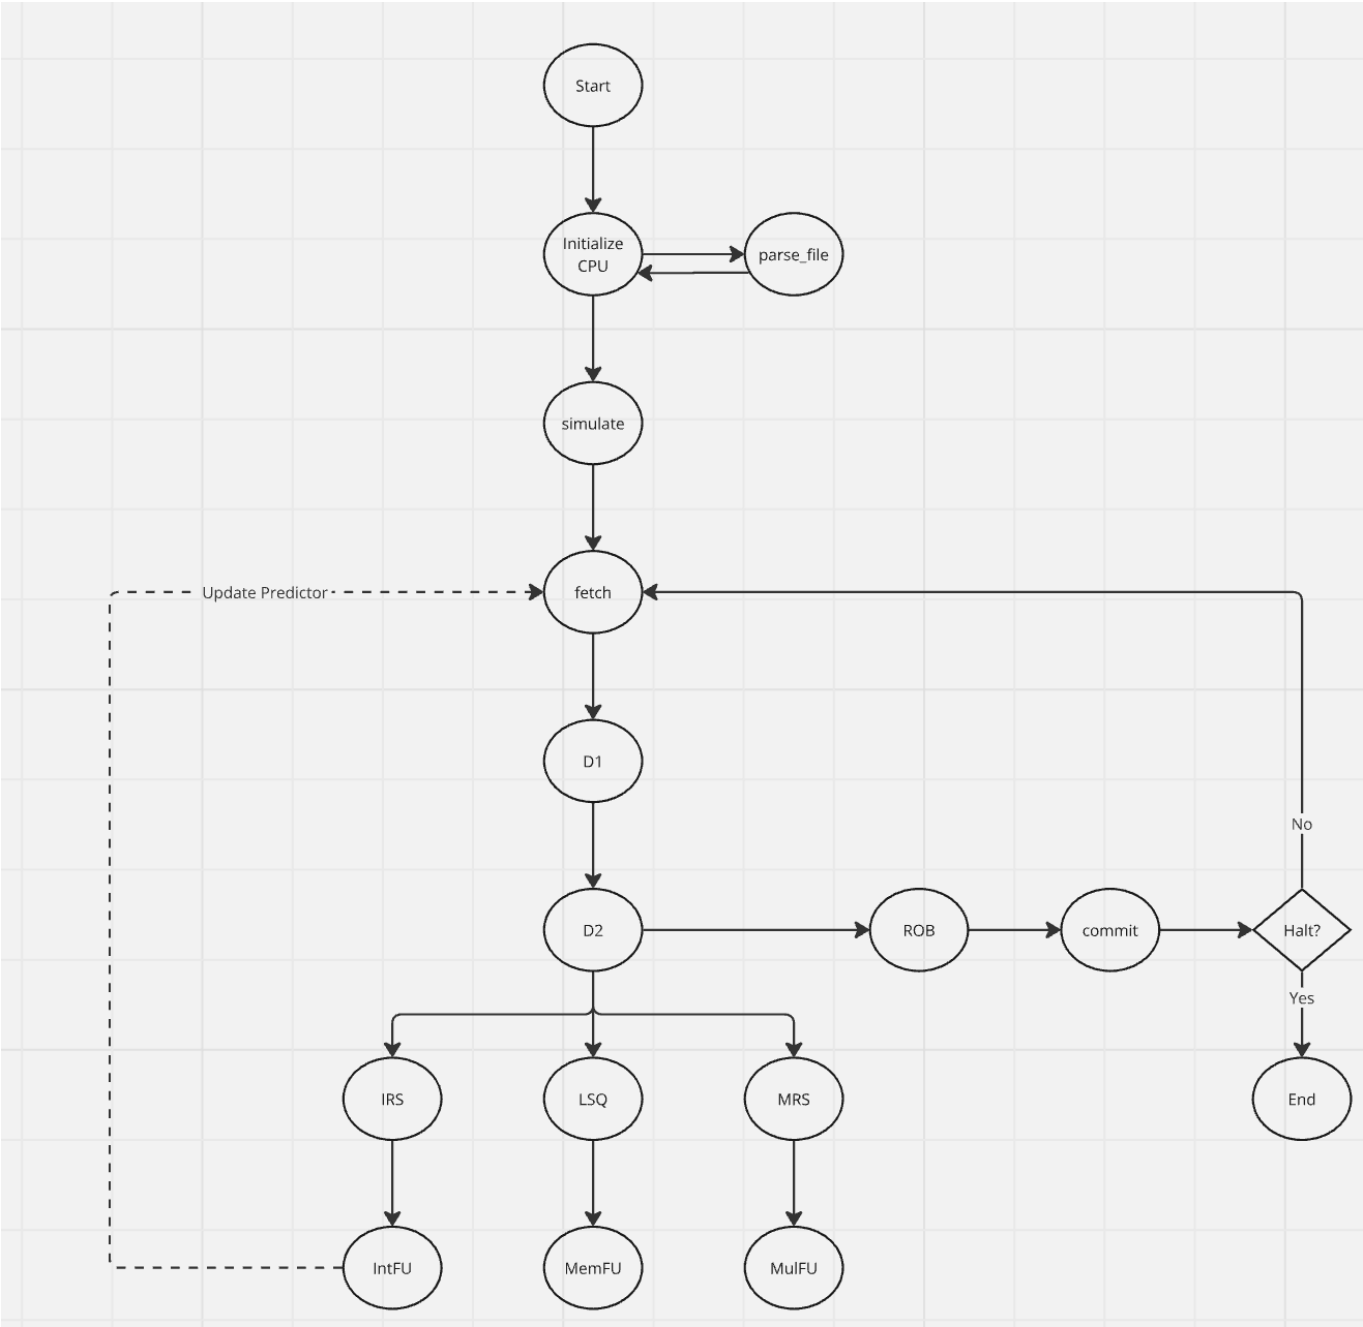 Start
Initialize
CPU
parse_file
simulate
Update Predictor
fetch
D1
No
D2
ROB
commit
Halt?
Yes
IRS
LSQ
MRS
End
IntFU
MemFU
MulFU